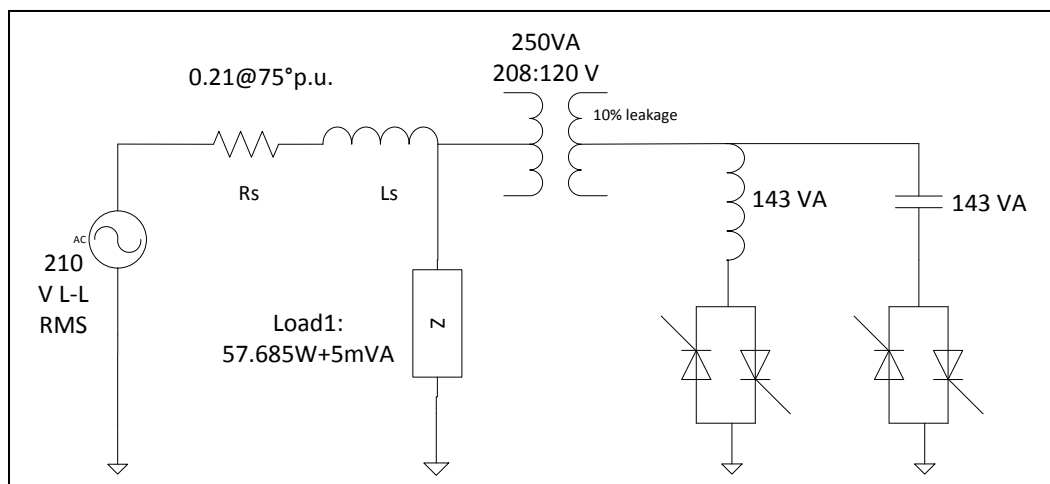 250VA
208:120 V
0.21@75°p.u.
10% leakage
Rs
Ls
143 VA
143 VA
AC
210
V L-L
RMS
Load1:
57.685W+5mVA
Z